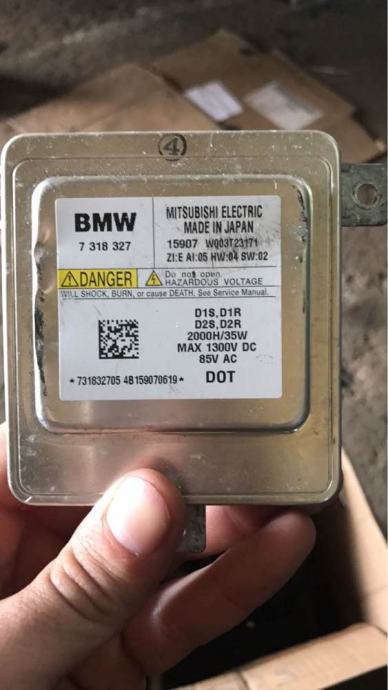 4
BMW
7 318 327
MITSUBISHI ELECTRIC
MADE IN JAPAN
15907 W003T23171
ZI:E AI:05 HW:04 SW:02
DANGER
Do not open.
HAZARDOUS VOLTAGE
WILL SHOCK, BURN, or cause DEATH. See Service Manual.
D1S,D1R
D2S,D2R
2000H/35W
MAX 1300V DC
85V AC
*731832705 4B159070619*
DOT